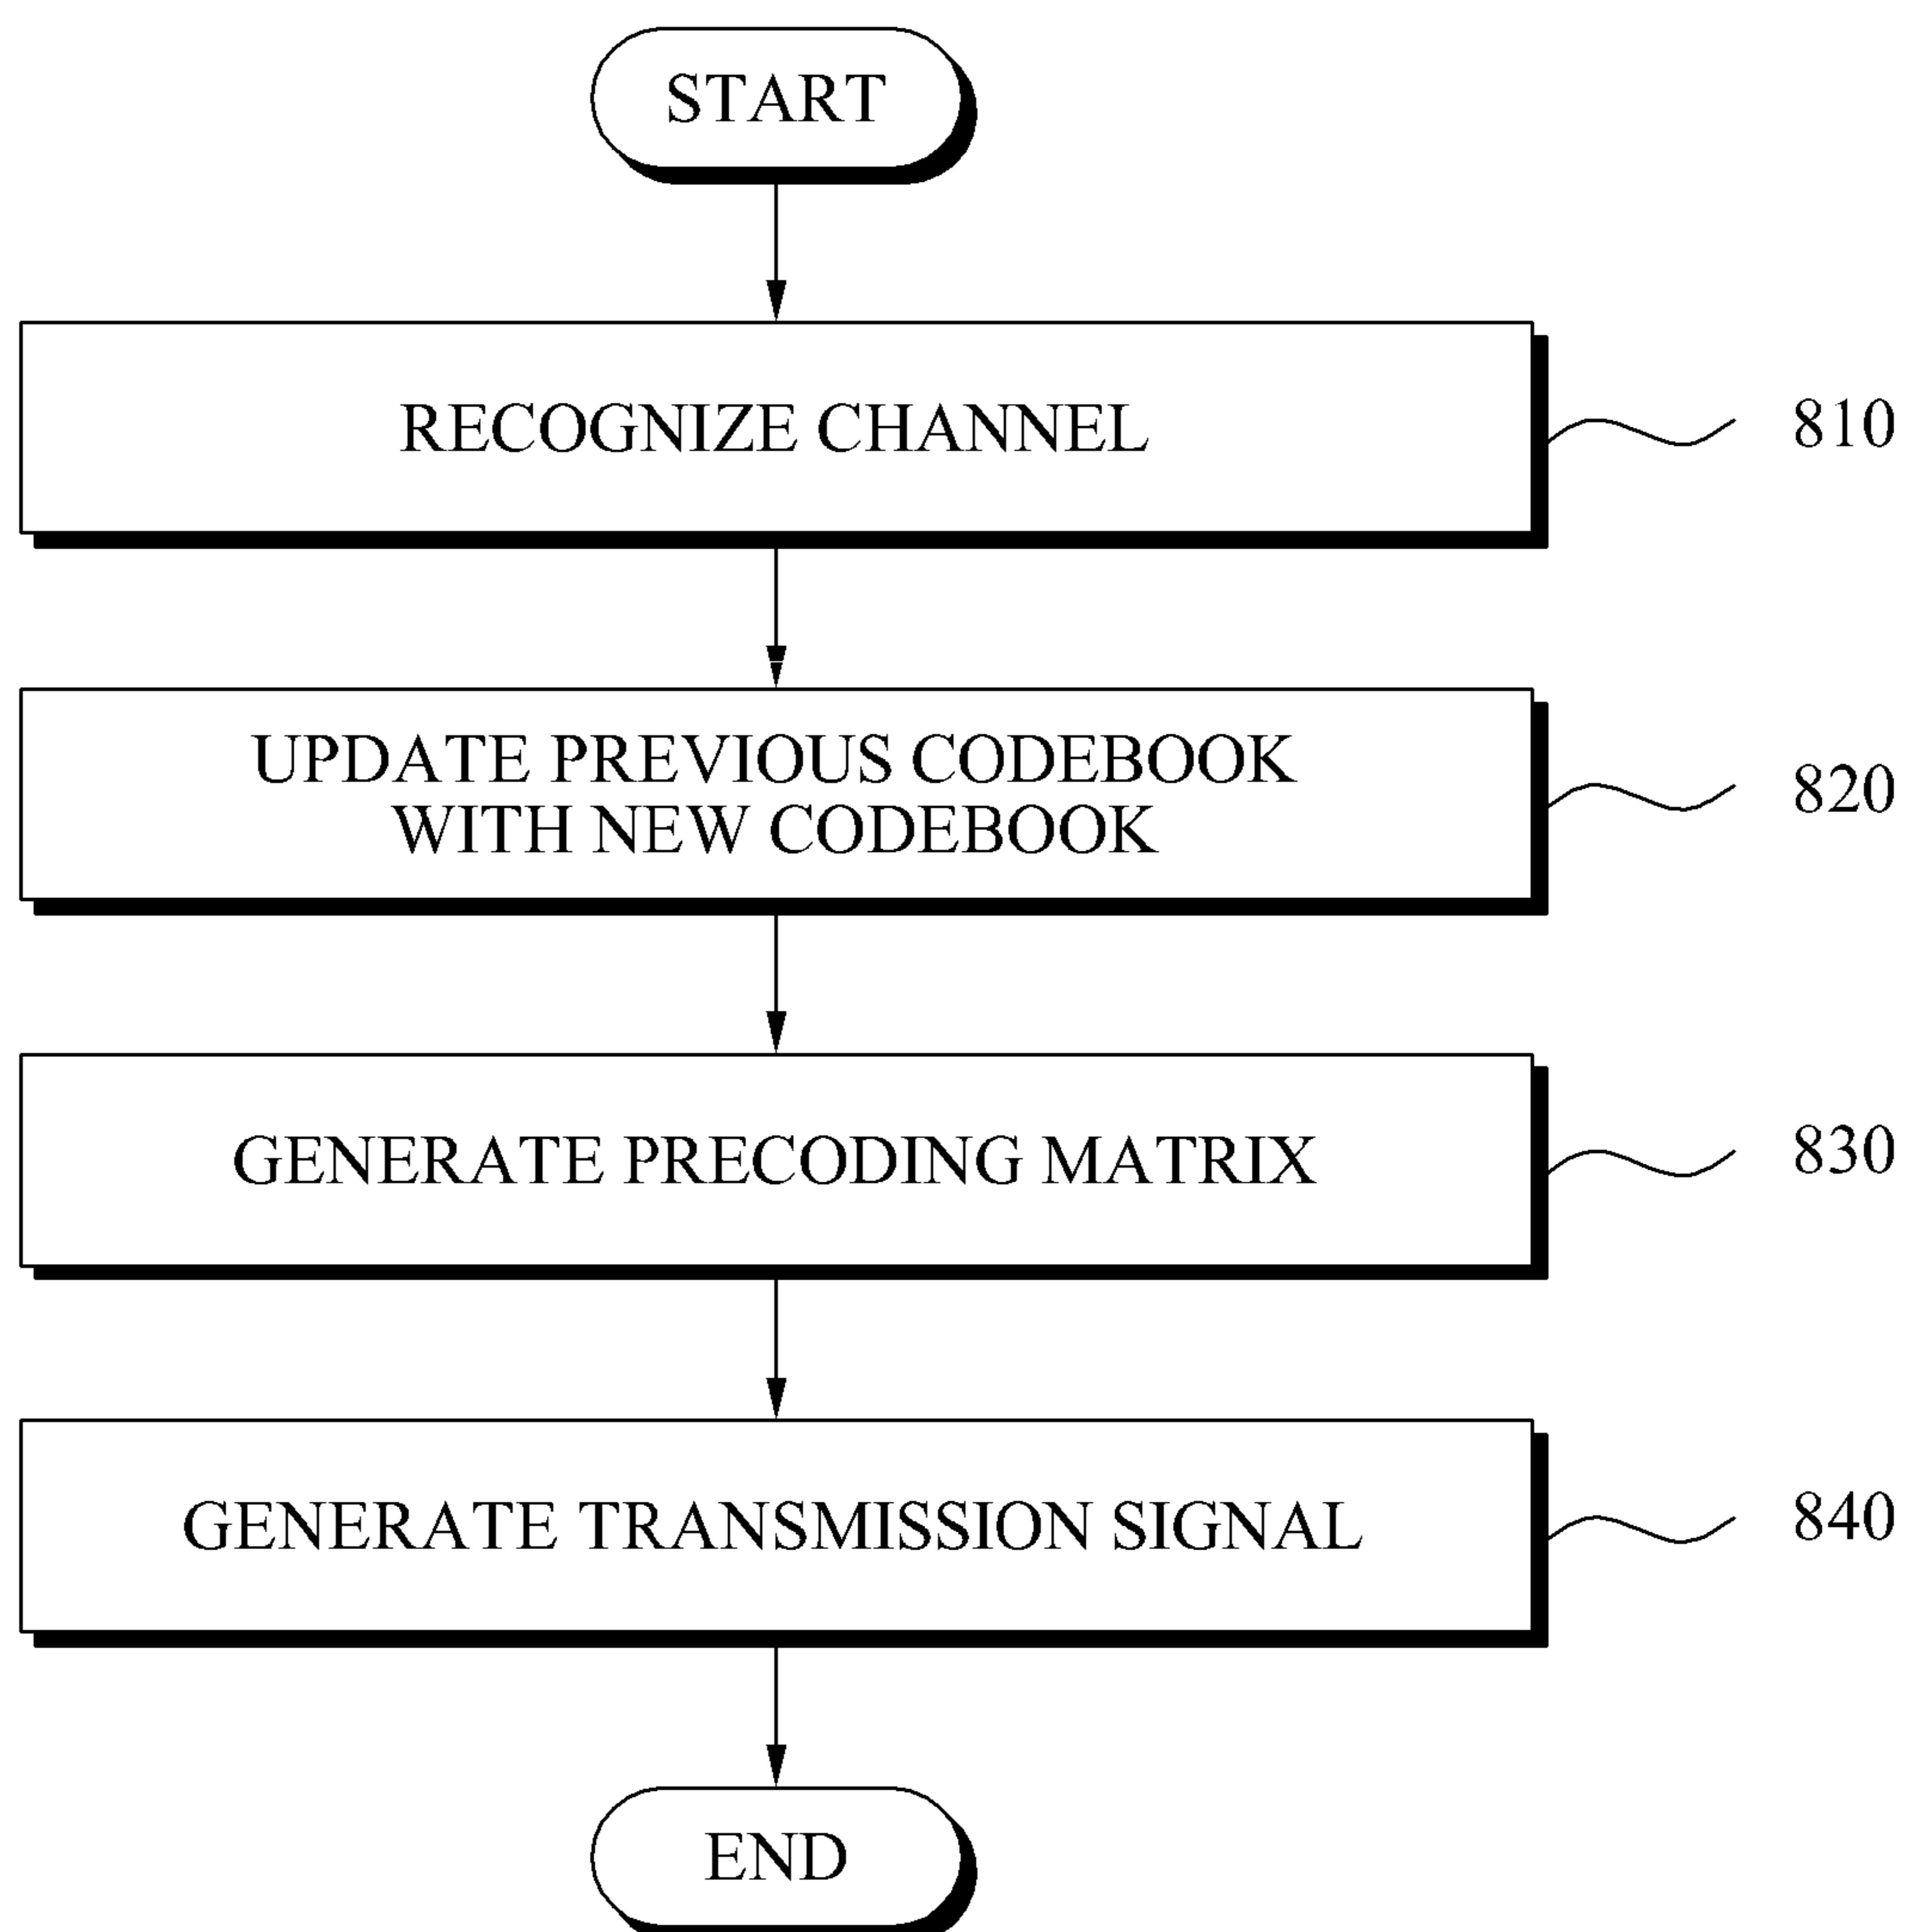 START
RECOGNIZE CHANNEL
810
UPDATE PREVIOUS CODEBOOK
WITH NEW CODEBOOK
820
GENERATE PRECODING MATRIX
830
GENERATE TRANSMISSION SIGNAL
840
END